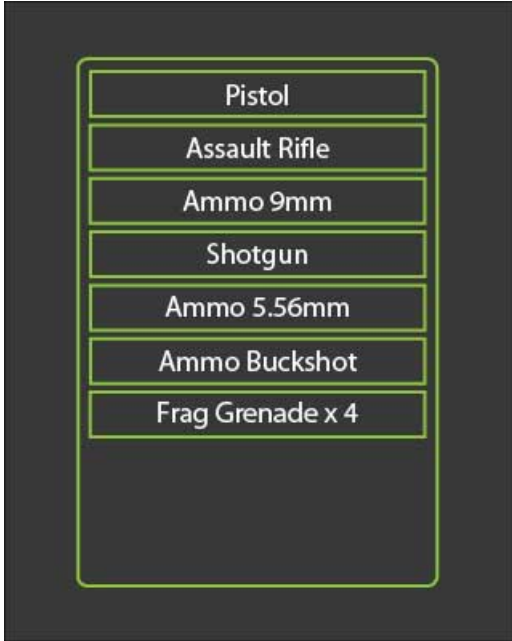 Pistol
Assault Rifle
Ammo 9mm
Shotgun
Ammo 5.56mm
Ammo Buckshot
Frag Grenade x 4